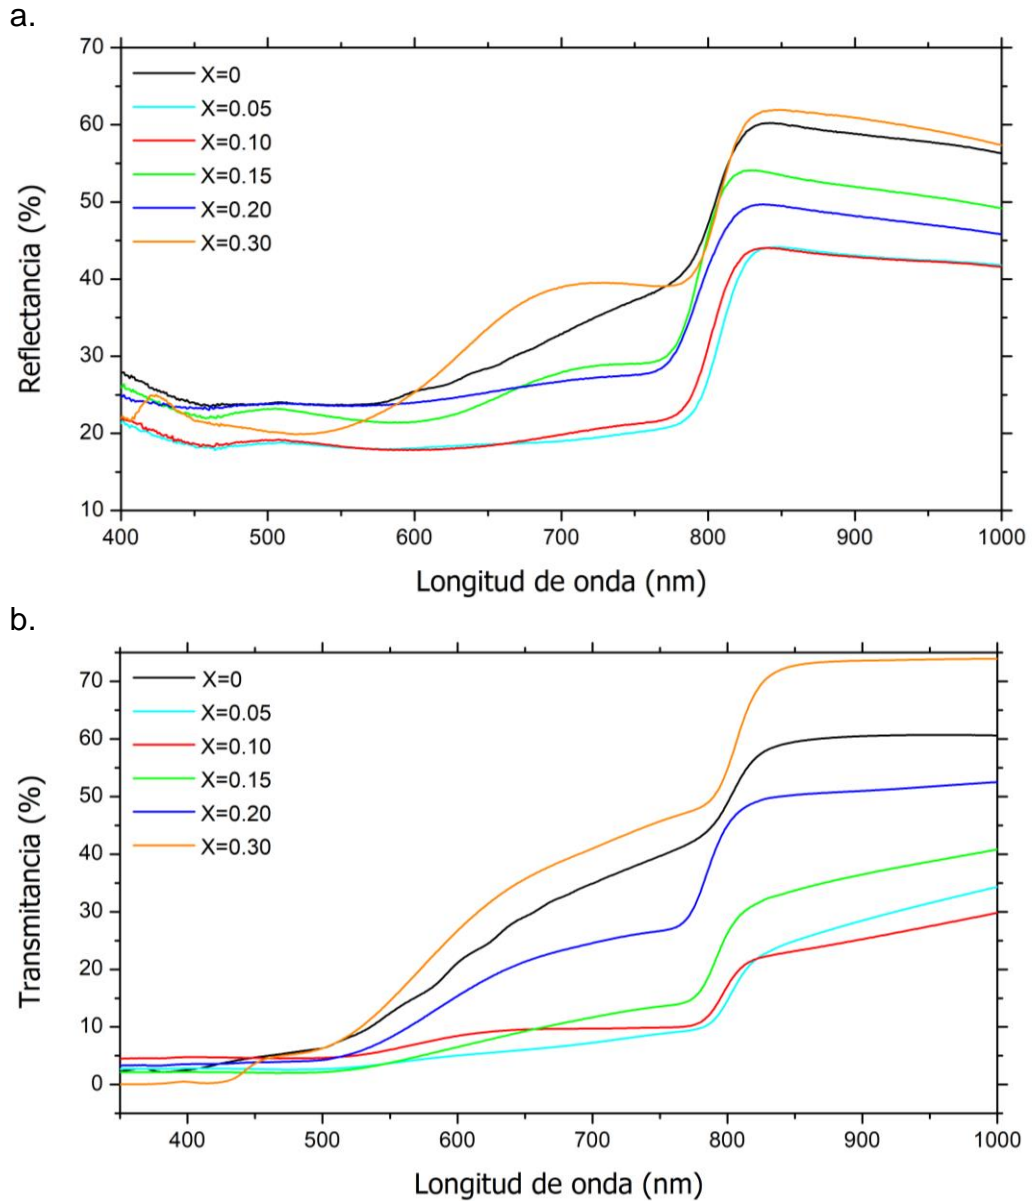 a.
70
60
50
40
30
20
10
Reflectancia (%)
X=0
X=0.05
X=0.10
X=0.15
X=0.20
X=0.30
400 500 600 700 800 900 1000
Longitud de onda (nm)
b.
70
60
50
40
30
20
10
0
Transmitancia (%)
X=0
X=0.05
X=0.10
X=0.15
X=0.20
X=0.30
400 500 600 700 800 900 1000
Longitud de onda (nm)